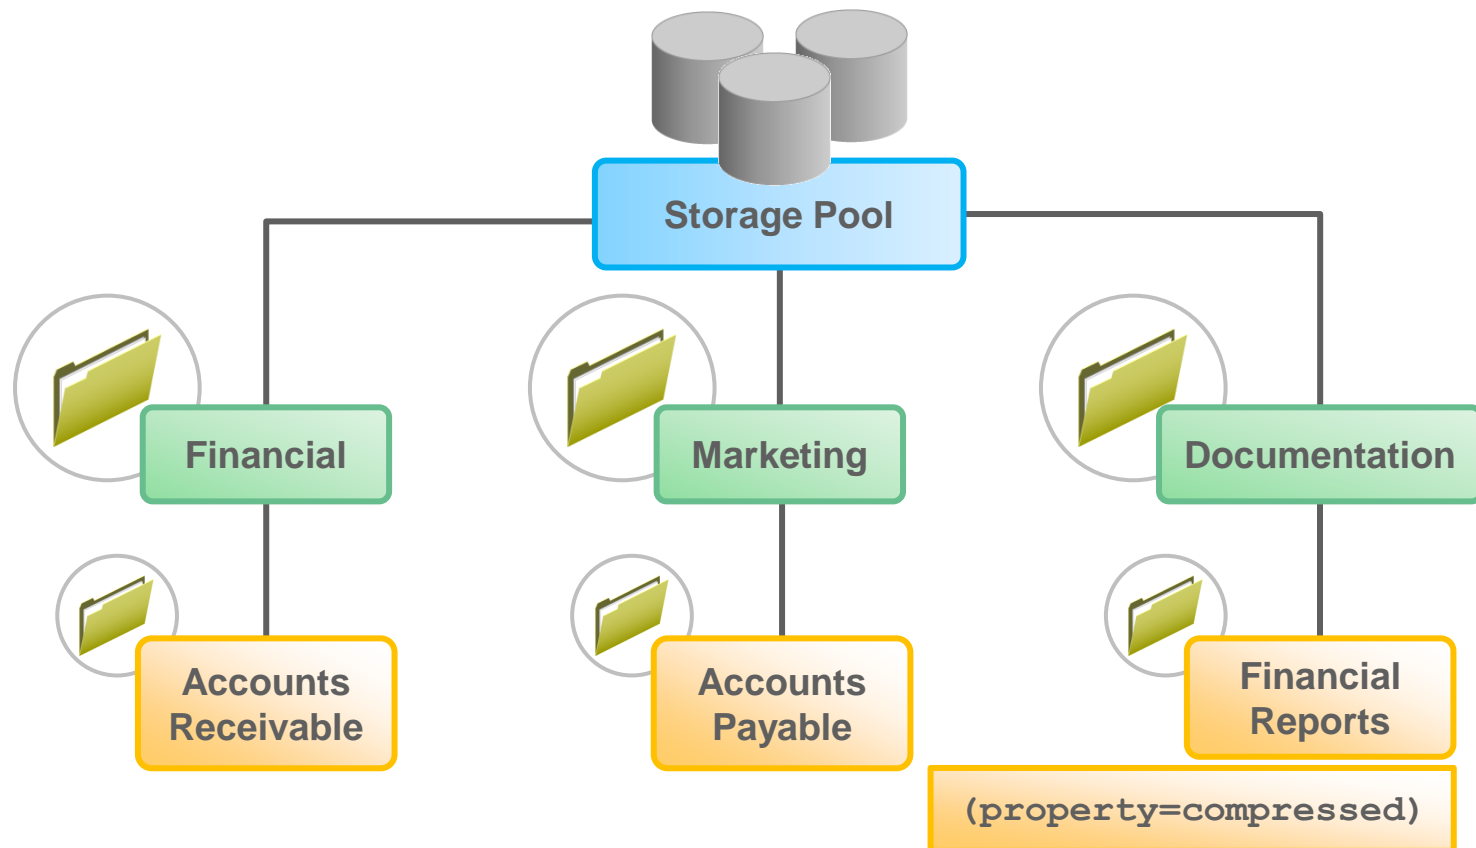 Storage Pool
Financial
Marketing
Documentation
Accounts
Receivable
Accounts
Payable
Financial
Reports
(property=compressed)